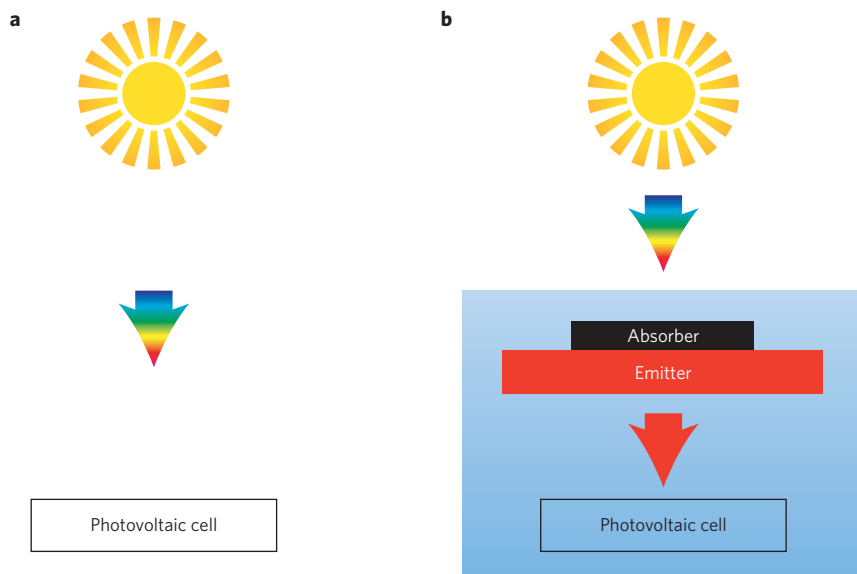 a
b
Absorber
Emitter
Photovoltaic cell
Photovoltaic cell